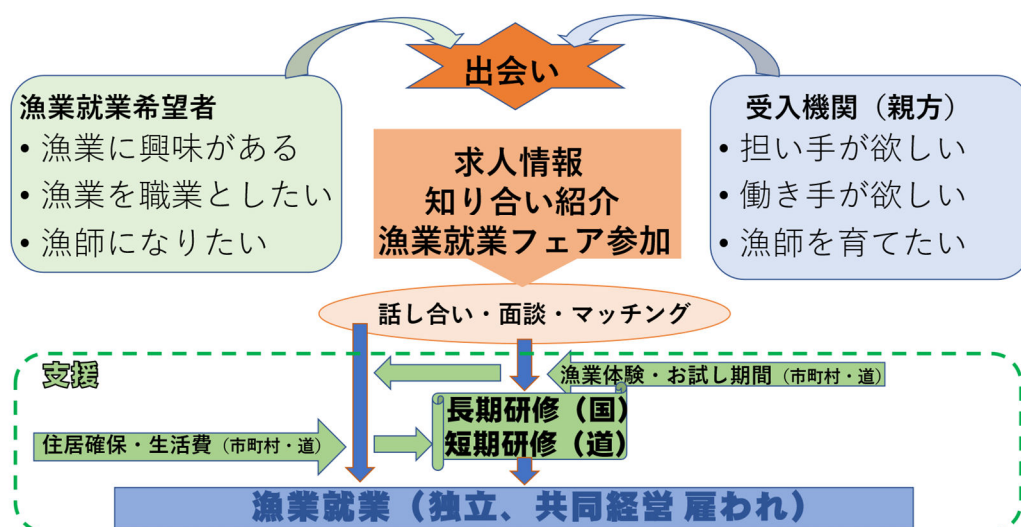 出会い
漁業就業希望者
• 漁業に興味がある
• 漁業を職業としたい
• 漁師になりたい
受入機関（親方）
• 担い手が欲しい
• 働き手が欲しい
• 漁師を育てたい
求人情報
知り合い紹介
漁業就業フェア参加
話し合い・面談・マッチング
支援
漁業体験・お試し期間（市町村・道）
長期研修（国）
短期研修（道）
住居確保・生活費（市町村・道）
漁業就業（独立、共同経営 雇われ）